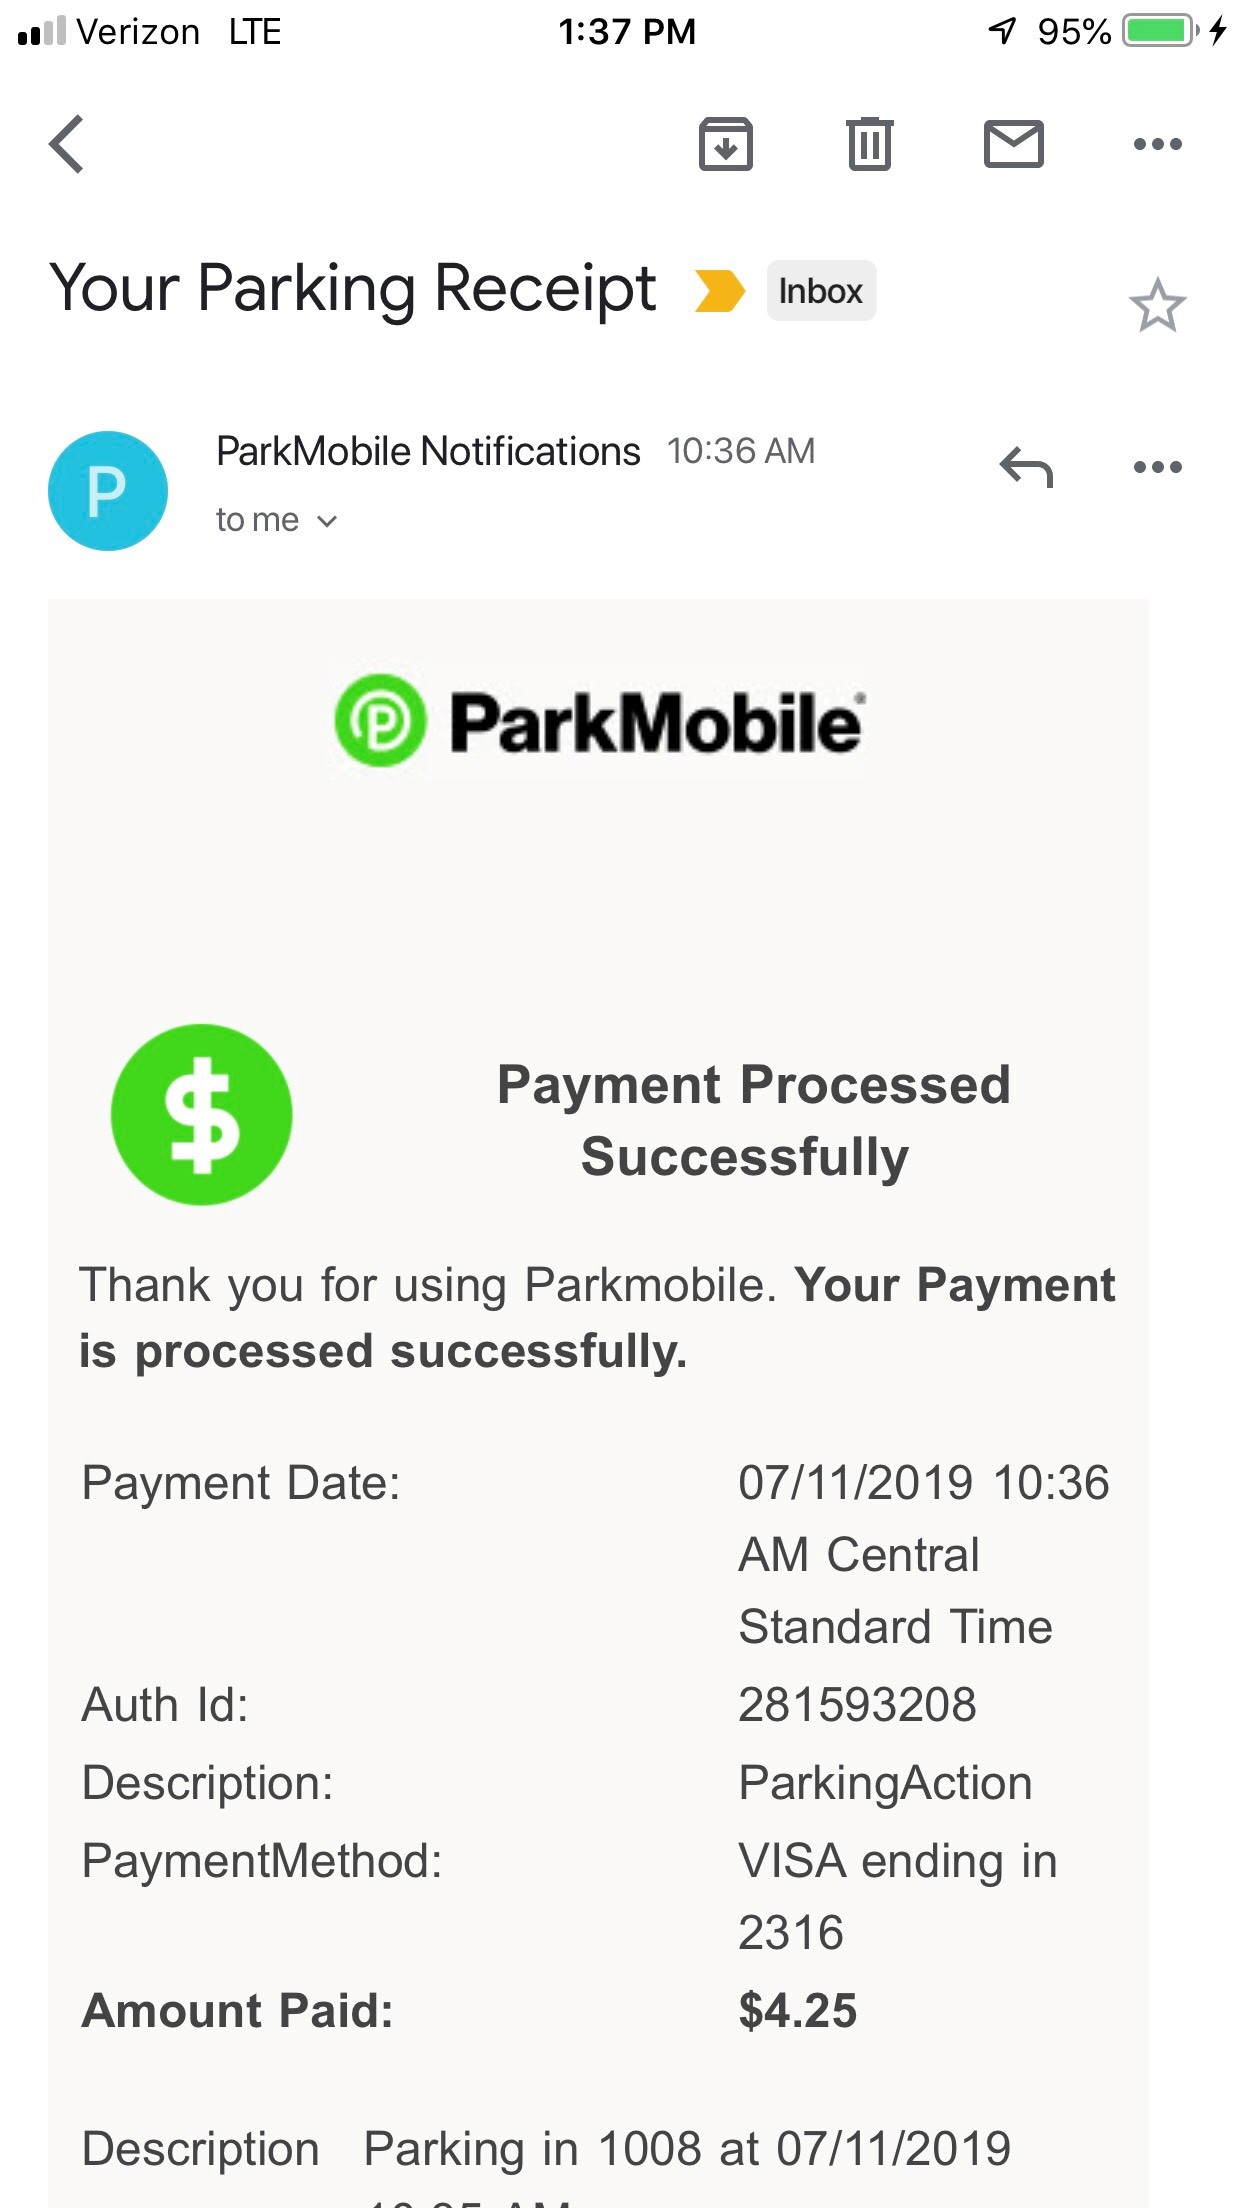 Verizon LTE 1:37 PM 95%
Your Parking Receipt Inbox
ParkMobile Notifications 10:36 AM
P
to me
P ParkMobile
$
Payment Processed
Successfully
Thank you for using Parkmobile. Your Payment
is processed successfully.
Payment Date: 07/11/2019 10:36
AM Central
Standard Time
Auth Id: 281593208
Description: ParkingAction
PaymentMethod: VISA ending in
2316
Amount Paid: $4.25
Description Parking in 1008 at 07/11/2019